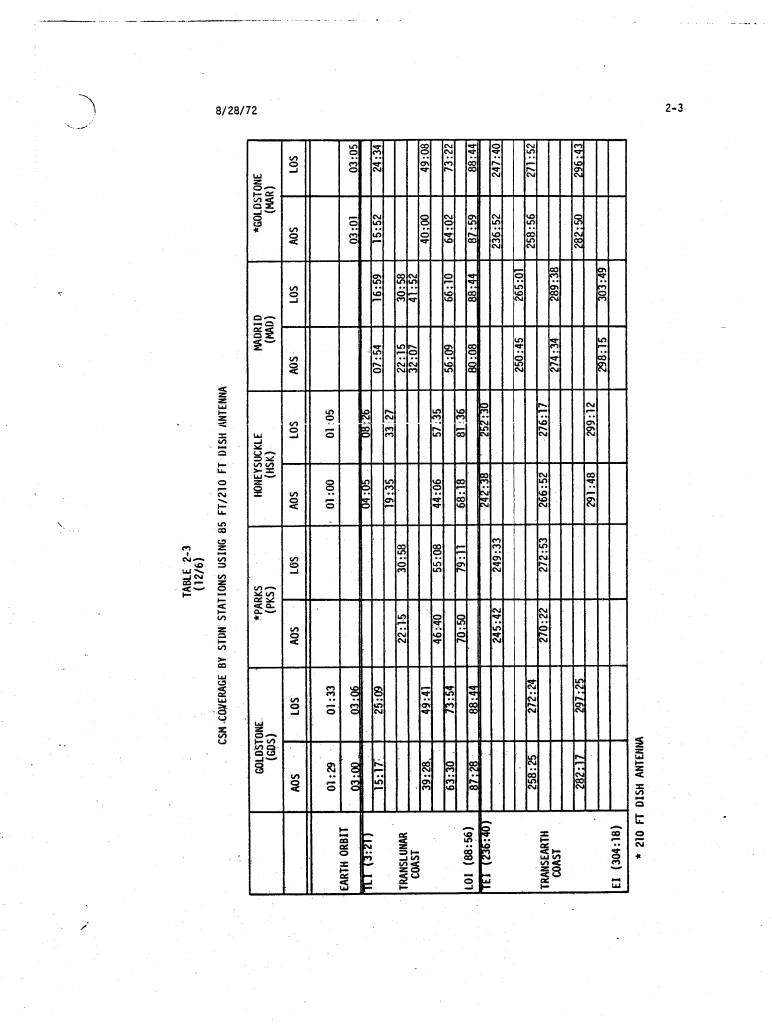 8/28/72
2-3
TABLE 2-3
(12/6)
CSM COVERAGE BY STDN STATIONS USING 85 FT/210 FT DISH ANTENNA
GOLDSTONE *PARKS HONEYSUCKLE MADRID *GOLDSTONE
(GDS) (PKS) (HSK) (MAD) (MAR)
AOS LOS AOS LOS AOS LOS AOS LOS AOS LOS
01:29 01:33 01:00 01:05
EARTH ORBIT 03:00 03:06 03:01 03:05
TLI (3:21) 04:05 08:26
15:17 25:09 07:54 16:59 15:52 24:34
19:35 33:27
TRANSLUNAR 22:15 30:58 22:15 30:58
COAST 32:07 41:52
39:28 49:41 40:00 49:08
46:40 55:08 44:06 57:35
63:30 73:54 56:09 66:10 64:02 73:22
70:50 79:11 68:18 81:36
LOI (88:56) 87:28 88:44 80:08 88:44 87:59 88:44
TEI (236:40) 242:38 252:30
245:42 249:33 236:52 247:40
250:45 265:01
258:25 272:24 258:56 271:52
TRANSEARTH 270:22 272:53 266:52 276:17
COAST 274:34 289:38
282:17 297:25 282:50 296:43
291:48 299:12
298:15 303:49
EI (304:18)
* 210 FT DISH ANTENNA